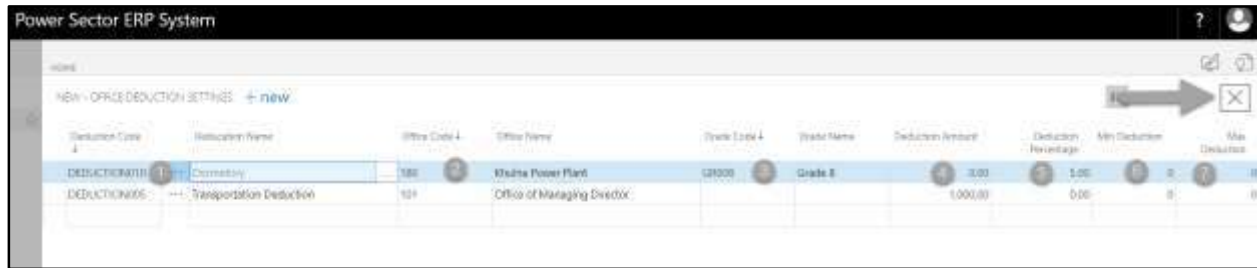 Power Sector ERP System ?
HOME
NEW - OFFICE DEDUCTION SETTINGS + new
Deduction Code ↓ Deduction Name Office Code ↓ Office Name Grade Code ↓ Grade Name Deduction Amount Deduction Percentage Min Deduction Max Deduction
1 Dormitory 2 Khulna Power Plant 3 Grade 8 4 0.00 5 5.00 6 0 7 0
Transportation Deduction 101 Office of Managing Director 1,000.00 0.00 0 0